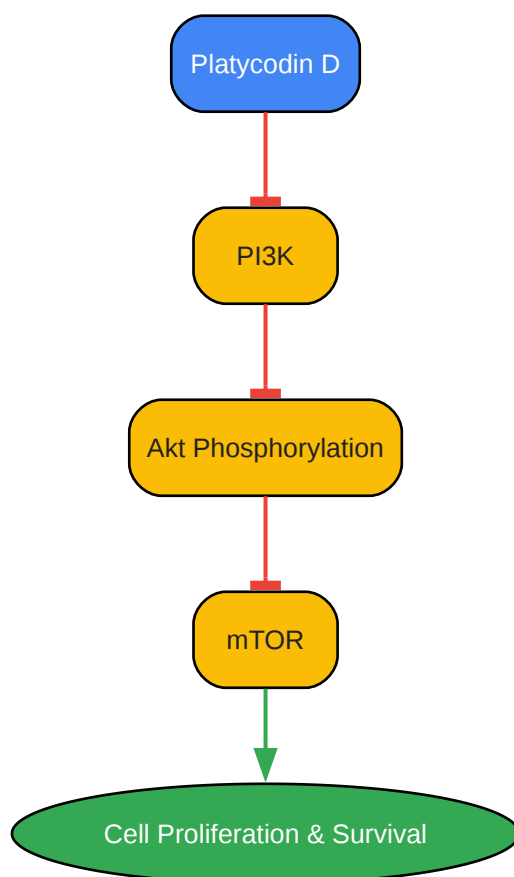 Platycodin D
PI3K
Akt Phosphorylation
mTOR
Cell Proliferation & Survival